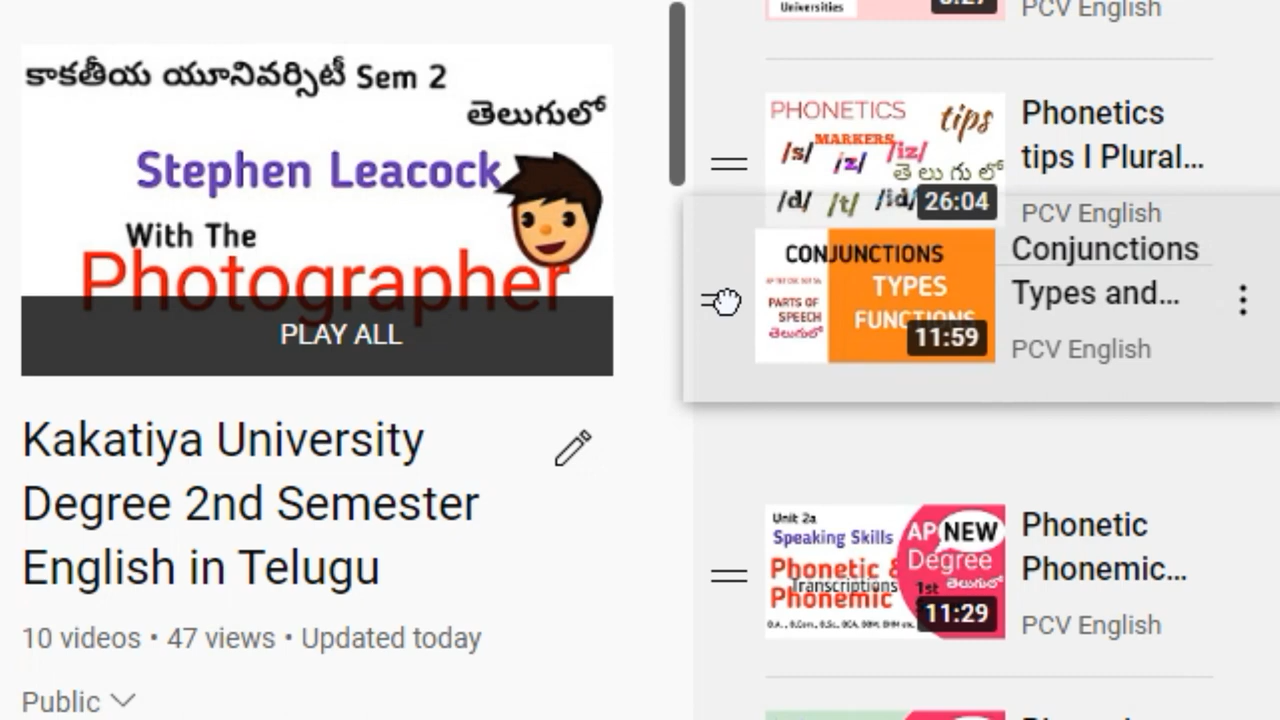 కాకతీయ యూనివర్సిటీ Sem 2
తెలుగులో
Stephen Leacock
With The
Photographer
PLAY ALL
Kakatiya University
Degree 2nd Semester
English in Telugu
10 videos • 47 views • Updated today
Public
Universities
PCV English
PHONETICS tips
MARKERS
/s/ /z/ /iz/
తెలుగులో
/d/ /t/ /id/
26:04
Phonetics
tips I Plural...
PCV English
CONJUNCTIONS
TYPES
PARTS OF
SPEECH
FUNCTIONS
తెలుగులో
11:59
Conjunctions
Types and...
PCV English
Unit 2a
Speaking Skills
Phonetic &
Transcriptions
Phonemic
AP NEW
Degree
1st తెలుగులో
11:29
Phonetic
Phonemic...
PCV English